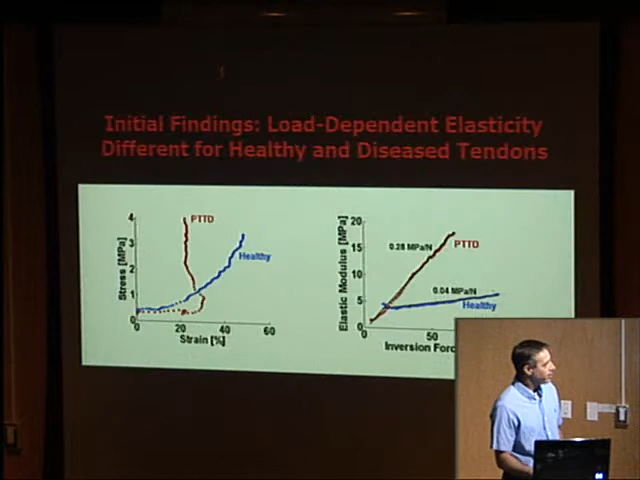 Initial Findings: Load-Dependent Elasticity
Different for Healthy and Diseased Tendons
Stress [MPa]
4
3
2
1
0
0
20
40
60
Strain [%]
PTTD
Healthy
Elastic Modulus [MPa]
20
15
10
5
0
0
50
Inversion Forc
0.28 MPa/N
PTTD
0.04 MPa/N
Healthy